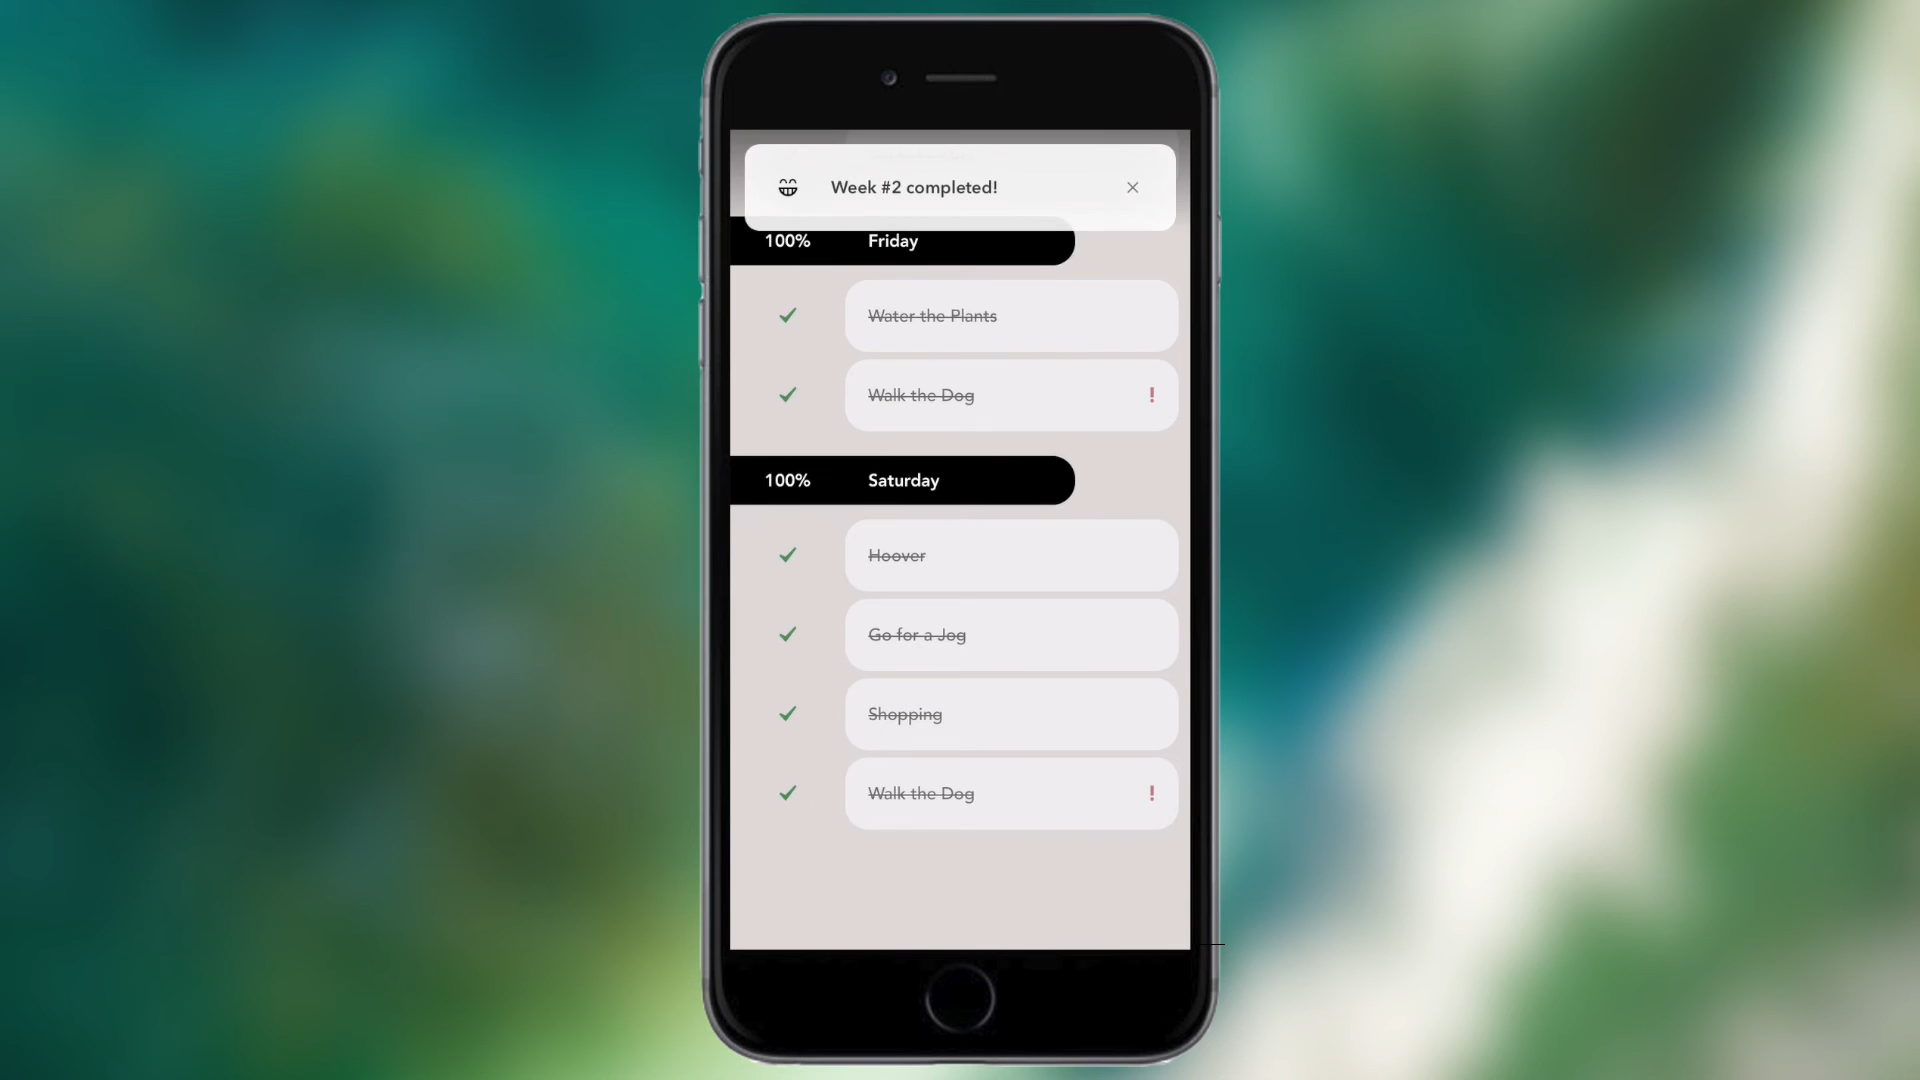 Week #2 completed!
100% Friday
Water the Plants
Walk the Dog !
100% Saturday
Hoover
Go for a Jog
Shopping
Walk the Dog !